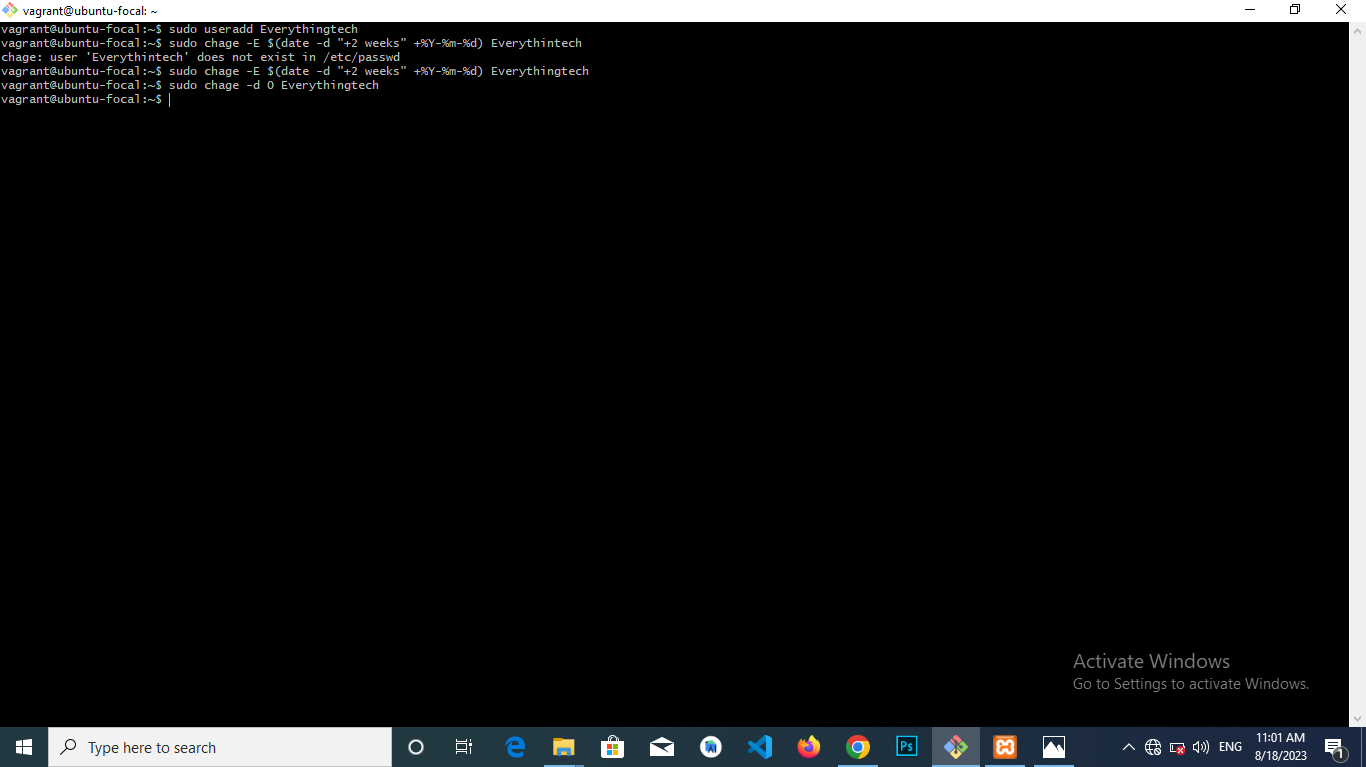 vagrant@ubuntu-focal: ~
vagrant@ubuntu-focal:~$ sudo useradd Everythingtech
vagrant@ubuntu-focal:~$ sudo chage -E $(date -d "+2 weeks" +%Y-%m-%d) Everythintech
chage: user 'Everythintech' does not exist in /etc/passwd
vagrant@ubuntu-focal:~$ sudo chage -E $(date -d "+2 weeks" +%Y-%m-%d) Everythingtech
vagrant@ubuntu-focal:~$ sudo chage -d 0 Everythingtech
vagrant@ubuntu-focal:~$
Activate Windows
Go to Settings to activate Windows.
Type here to search
Ps
ENG
11:01 AM
8/18/2023
1